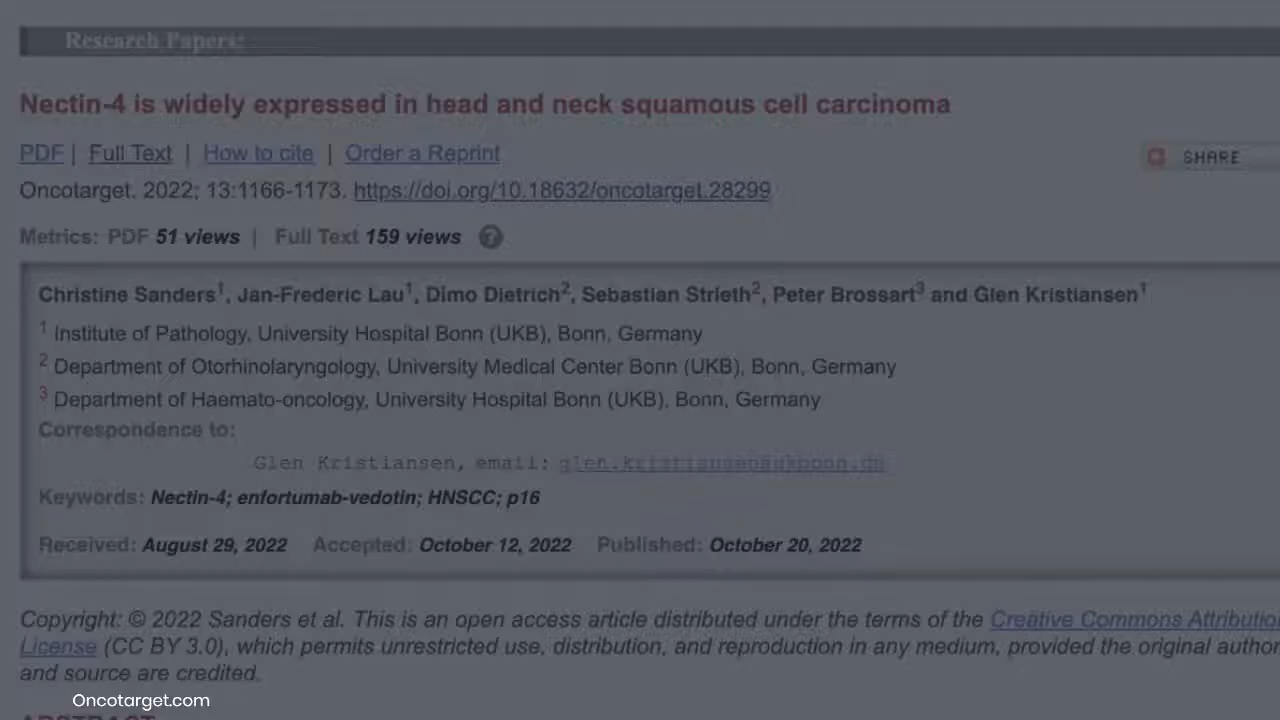 Research Papers:
Nectin-4 is widely expressed in head and neck squamous cell carcinoma
PDF | Full Text | How to cite | Order a Reprint
SHARE
Oncotarget. 2022; 13:1166-1173. https://doi.org/10.18632/oncotarget.28299
Metrics: PDF 51 views | Full Text 159 views ?
Christine Sanders1, Jan-Frederic Lau1, Dimo Dietrich2, Sebastian Strieth2, Peter Brossart3 and Glen Kristiansen1
1 Institute of Pathology, University Hospital Bonn (UKB), Bonn, Germany
2 Department of Otorhinolaryngology, University Medical Center Bonn (UKB), Bonn, Germany
3 Department of Haemato-oncology, University Hospital Bonn (UKB), Bonn, Germany
Correspondence to:
Glen Kristiansen, email: glen.kristiansen@ukbonn.de
Keywords: Nectin-4; enfortumab-vedotin; HNSCC; p16
Received: August 29, 2022 Accepted: October 12, 2022 Published: October 20, 2022
Copyright: © 2022 Sanders et al. This is an open access article distributed under the terms of the Creative Commons Attributio
License (CC BY 3.0), which permits unrestricted use, distribution, and reproduction in any medium, provided the original author
and source are credited.
Oncotarget.com
ABSTRACT